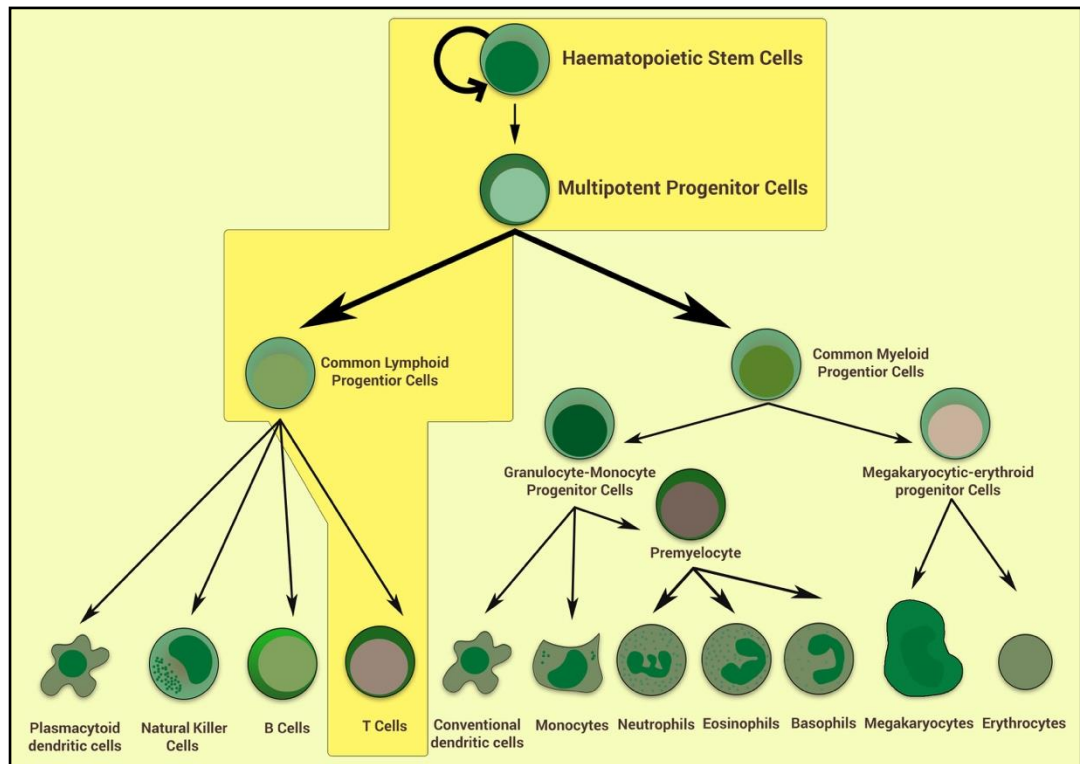 Haematopoietic Stem Cells
Multipotent Progenitor Cells
Common Lymphoid
Progentior Cells
Common Myeloid
Progentior Cells
Granulocyte-Monocyte
Progenitor Cells
Megakaryocytic-erythroid
progenitor Cells
Premyelocyte
Plasmacytoid
dendritic cells
Natural Killer
Cells
B Cells
T Cells
Conventional
dendritic cells
Monocytes
Neutrophils
Eosinophils
Basophils
Megakaryocytes
Erythrocytes